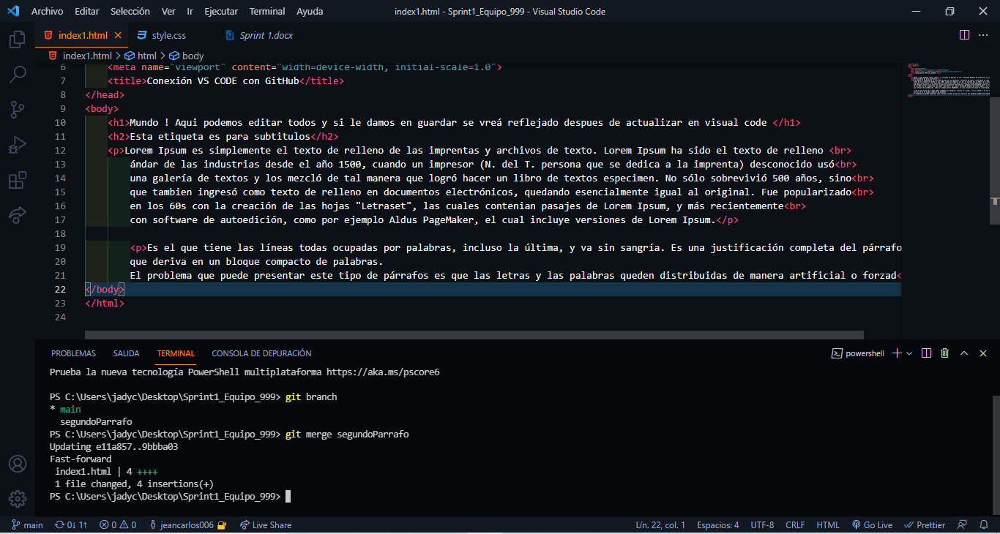 Archivo Editar Selección Ver Ir Ejecutar Terminal Ayuda index1.html - Sprint1_Equipo_999 - Visual Studio Code
index1.html style.css Sprint 1.docx
index1.html > html > body
6 <meta name="viewport" content="width=device-width, initial-scale=1.0">
7 <title>Conexión VS CODE con GitHub</title>
8 </head>
9 <body>
10 <h1>Mundo ! Aqui podemos editar todos y si le damos en guardar se vreá reflejado despues de actualizar en visual code </h1>
11 <h2>Esta etiqueta es para subtitulos</h2>
12 <p>Lorem Ipsum es simplemente el texto de relleno de las imprentas y archivos de texto. Lorem Ipsum ha sido el texto de relleno <br>
13 ándar de las industrias desde el año 1500, cuando un impresor (N. del T. persona que se dedica a la imprenta) desconocido usó<br>
14 una galería de textos y los mezcló de tal manera que logró hacer un libro de textos especimen. No sólo sobrevivió 500 años, sino<br>
15 que tambien ingresó como texto de relleno en documentos electrónicos, quedando esencialmente igual al original. Fue popularizado<br>
16 en los 60s con la creación de las hojas "Letraset", las cuales contenian pasajes de Lorem Ipsum, y más recientemente<br>
17 con software de autoedición, como por ejemplo Aldus PageMaker, el cual incluye versiones de Lorem Ipsum.</p>
18
19 <p>Es el que tiene las líneas todas ocupadas por palabras, incluso la última, y va sin sangría. Es una justificación completa del párrafo
20 que deriva en un bloque compacto de palabras.
21 El problema que puede presentar este tipo de párrafos es que las letras y las palabras queden distribuidas de manera artificial o forzad<
22 </body>
23 </html>
24
PROBLEMAS SALIDA TERMINAL CONSOLA DE DEPURACIÓN powershell
Prueba la nueva tecnología PowerShell multiplataforma https://aka.ms/pscore6
PS C:\Users\jadyc\Desktop\Sprint1_Equipo_999> git branch
* main
segundoParrafo
PS C:\Users\jadyc\Desktop\Sprint1_Equipo_999> git merge segundoParrafo
Updating e11a857..9bbba03
Fast-forward
index1.html | 4 ++++
1 file changed, 4 insertions(+)
PS C:\Users\jadyc\Desktop\Sprint1_Equipo_999>
main 0↓ 1↑ 0 0 jeancarlos006 Live Share Lín. 22, col. 1 Espacios: 4 UTF-8 CRLF HTML Go Live Prettier